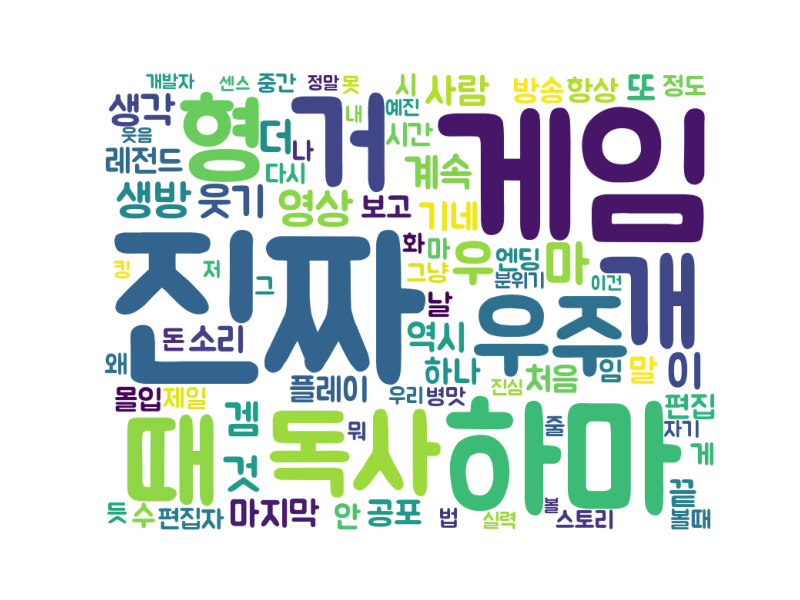 개발자 센스 중간 정말 못 시 사람 방송 항상 또 정도
생각 형 더 나 거 내 예진 게임
웃음 시간
레전드 다시 계속
생방 웃기 영상 보고 기네
진짜 화 마 우 엔딩 마 개
킹 저 그 그냥 분위기 이건
날 우주
돈 소리 역시
왜 플레이 하나 처음 임 말 이
몰입 제일 우리 병맛 진심 편집
때 겜 독사 뭐 하마 줄 자기
것 게
끝
듯 수 편집자 마지막 안 공포 법 실력 볼 스토리 볼때